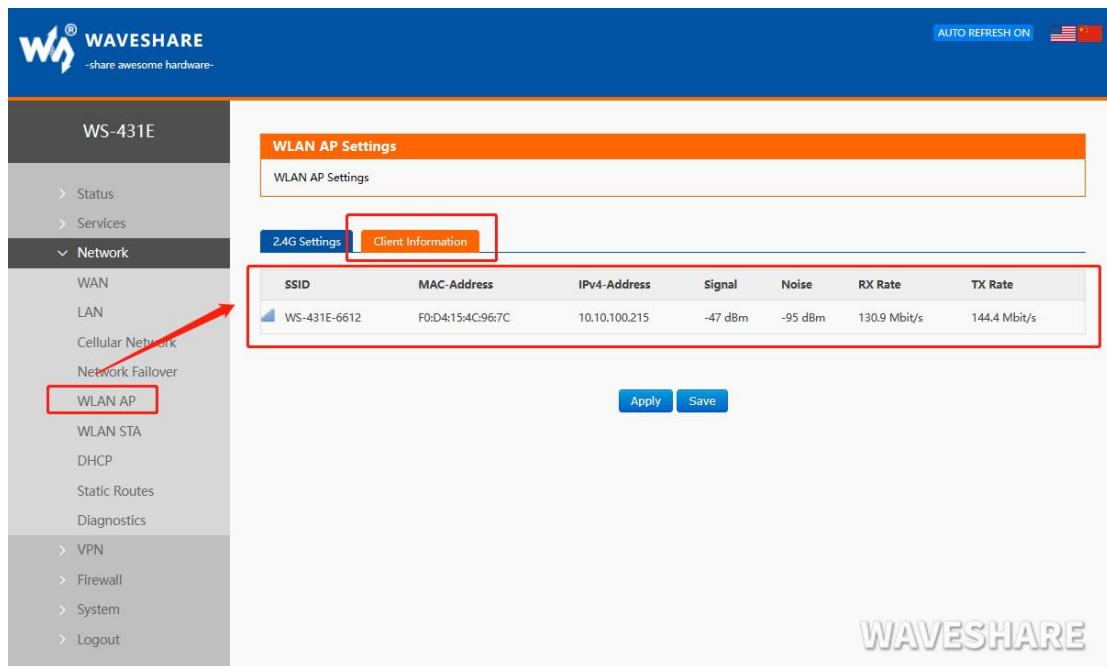 WAVESHARE
-share awesome hardware-
AUTO REFRESH ON
WS-431E
Status
Services
Network
WAN
LAN
Cellular Network
Network Failover
WLAN AP
WLAN STA
DHCP
Static Routes
Diagnostics
VPN
Firewall
System
Logout
WLAN AP Settings
WLAN AP Settings
2.4G Settings Client Information
SSID MAC-Address IPv4-Address Signal Noise RX Rate TX Rate
WS-431E-6612 F0:D4:15:4C:96:7C 10.10.100.215 -47 dBm -95 dBm 130.9 Mbit/s 144.4 Mbit/s
Apply Save
WAVESHARE